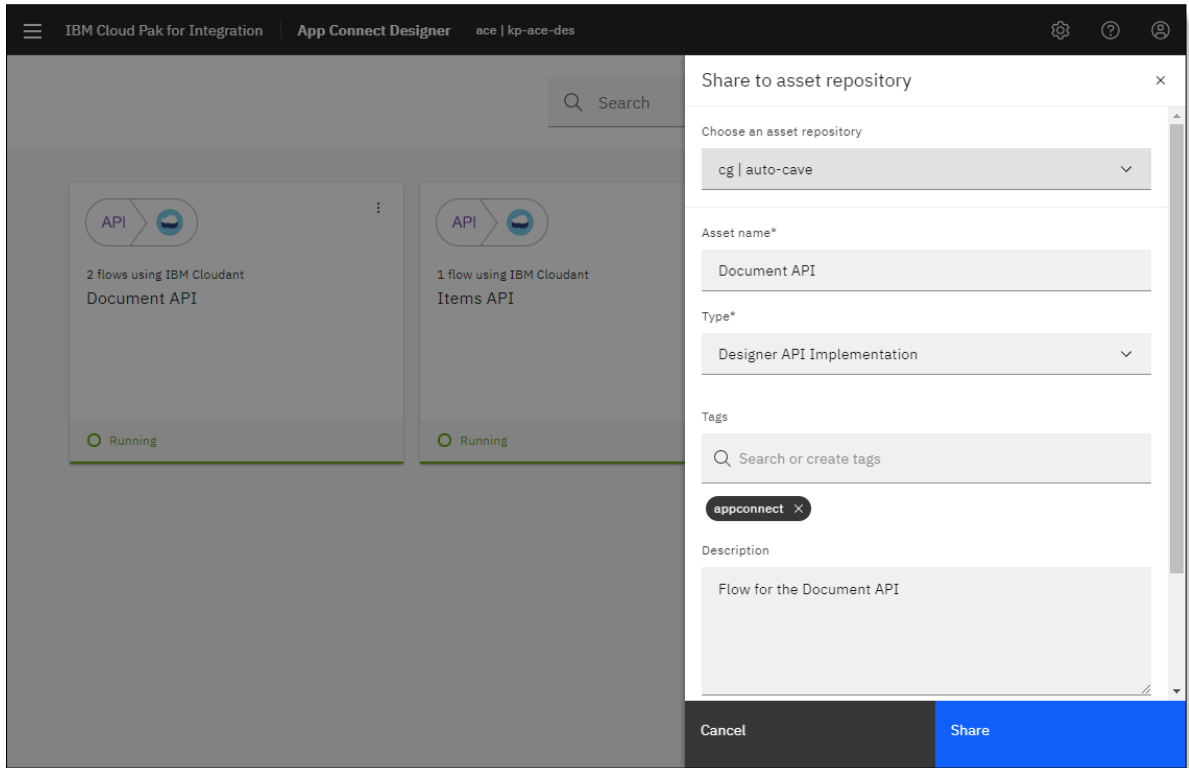 IBM Cloud Pak for Integration App Connect Designer ace | kp-ace-des
Search
API
2 flows using IBM Cloudant
Document API
Running
API
1 flow using IBM Cloudant
Items API
Running
Share to asset repository
Choose an asset repository
cg | auto-cave
Asset name*
Document API
Type*
Designer API Implementation
Tags
Search or create tags
appconnect
Description
Flow for the Document API
Cancel
Share